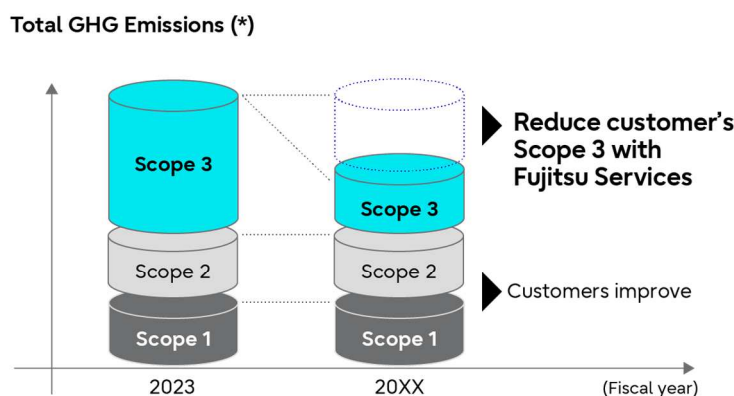 Total GHG Emissions (*)
Scope 3
Scope 3
Scope 2
Scope 2
Scope 1
Scope 1
Reduce customer's
Scope 3 with
Fujitsu Services
Customers improve
2023
20XX
(Fiscal year)